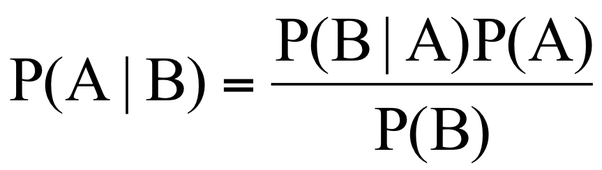 P(A | B) = P(B | A)P(A) / P(B)